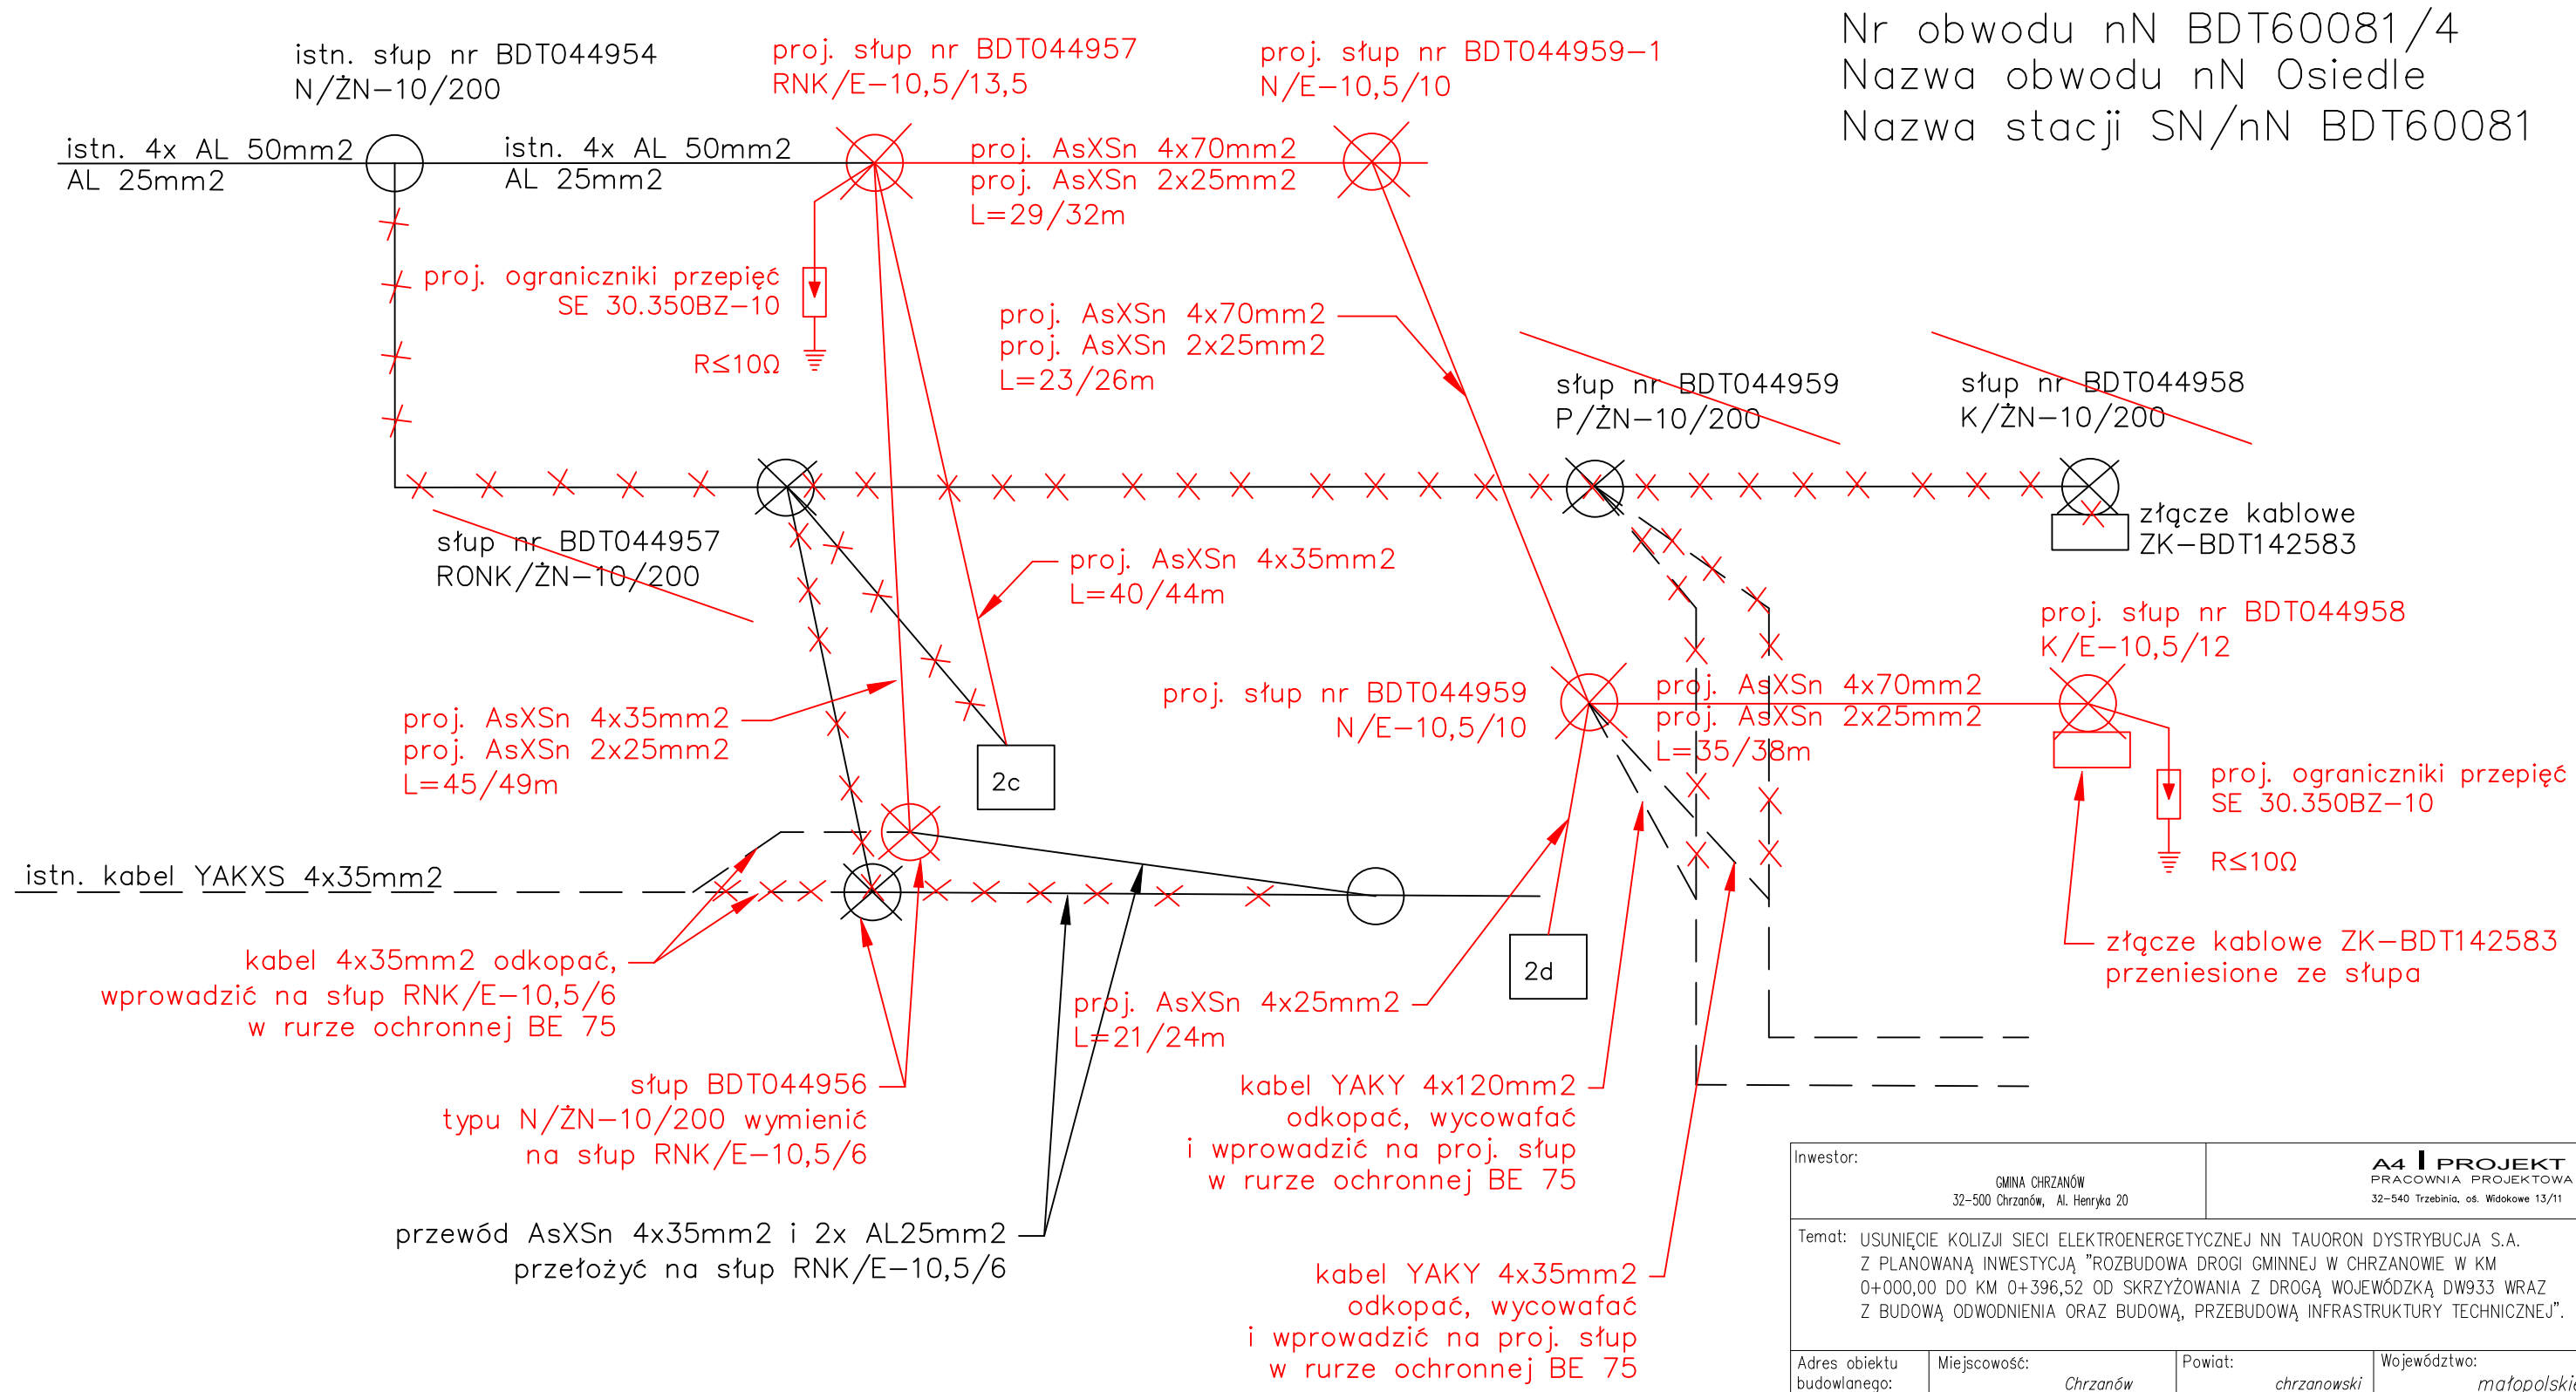 Nr obwodu nN BDT60081/4
Nazwa obwodu nN Osiedle
Nazwa stacji SN/nN BDT60081
istn. słup nr BDT044954
N/ŻN-10/200
proj. słup nr BDT044957
RNK/E-10,5/13,5
proj. słup nr BDT044959-1
N/E-10,5/10
istn. 4x AL 50mm2
AL 25mm2
istn. 4x AL 50mm2
AL 25mm2
proj. AsXSn 4x70mm2
proj. AsXSn 2x25mm2
L=29/32m
proj. ograniczniki przepięć
SE 30.350BZ-10
R≤10Ω
proj. AsXSn 4x70mm2
proj. AsXSn 2x25mm2
L=23/26m
słup nr BDT044959
P/ŻN-10/200
słup nr BDT044958
K/ŻN-10/200
złącze kablowe
ZK-BDT142583
słup nr BDT044957
RONK/ŻN-10/200
proj. AsXSn 4x35mm2
L=40/44m
proj. słup nr BDT044958
K/E-10,5/12
proj. słup nr BDT044959
N/E-10,5/10
proj. AsXSn 4x70mm2
proj. AsXSn 2x25mm2
L=35/38m
proj. AsXSn 4x35mm2
proj. AsXSn 2x25mm2
L=45/49m
2c
proj. ograniczniki przepięć
SE 30.350BZ-10
R≤10Ω
istn. kabel YAKXS 4x35mm2
kabel 4x35mm2 odkopać,
wprowadzić na słup RNK/E-10,5/6
w rurze ochronnej BE 75
2d
złącze kablowe ZK-BDT142583
przeniesione ze słupa
proj. AsXSn 4x25mm2
L=21/24m
słup BDT044956
typu N/ŻN-10/200 wymienić
na słup RNK/E-10,5/6
kabel YAKY 4x120mm2
odkopać, wycowafać
i wprowadzić na proj. słup
w rurze ochronnej BE 75
przewód AsXSn 4x35mm2 i 2x AL25mm2
przełożyć na słup RNK/E-10,5/6
kabel YAKY 4x35mm2
odkopać, wycowafać
i wprowadzić na proj. słup
w rurze ochronnej BE 75
Inwestor:
GMINA CHRZANÓW
32-500 Chrzanów, Al. Henryka 20
A4 PROJEKT
PRACOWNIA PROJEKTOWA
32-540 Trzebinia, oś. Widokowe 13/11
Temat: USUNIĘCIE KOLIZJI SIECI ELEKTROENERGETYCZNEJ NN TAUORON DYSTRYBUCJA S.A.
Z PLANOWANĄ INWESTYCJĄ "ROZBUDOWA DROGI GMINNEJ W CHRZANOWIE W KM
0+000,00 DO KM 0+396,52 OD SKRZYŻOWANIA Z DROGĄ WOJEWÓDZKĄ DW933 WRAZ
Z BUDOWĄ ODWODNIENIA ORAZ BUDOWĄ, PRZEBUDOWĄ INFRASTRUKTURY TECHNICZNEJ".
Adres obiektu
budowlanego:
Miejscowość:
Chrzanów
Powiat:
chrzanowski
Województwo:
małopolskie